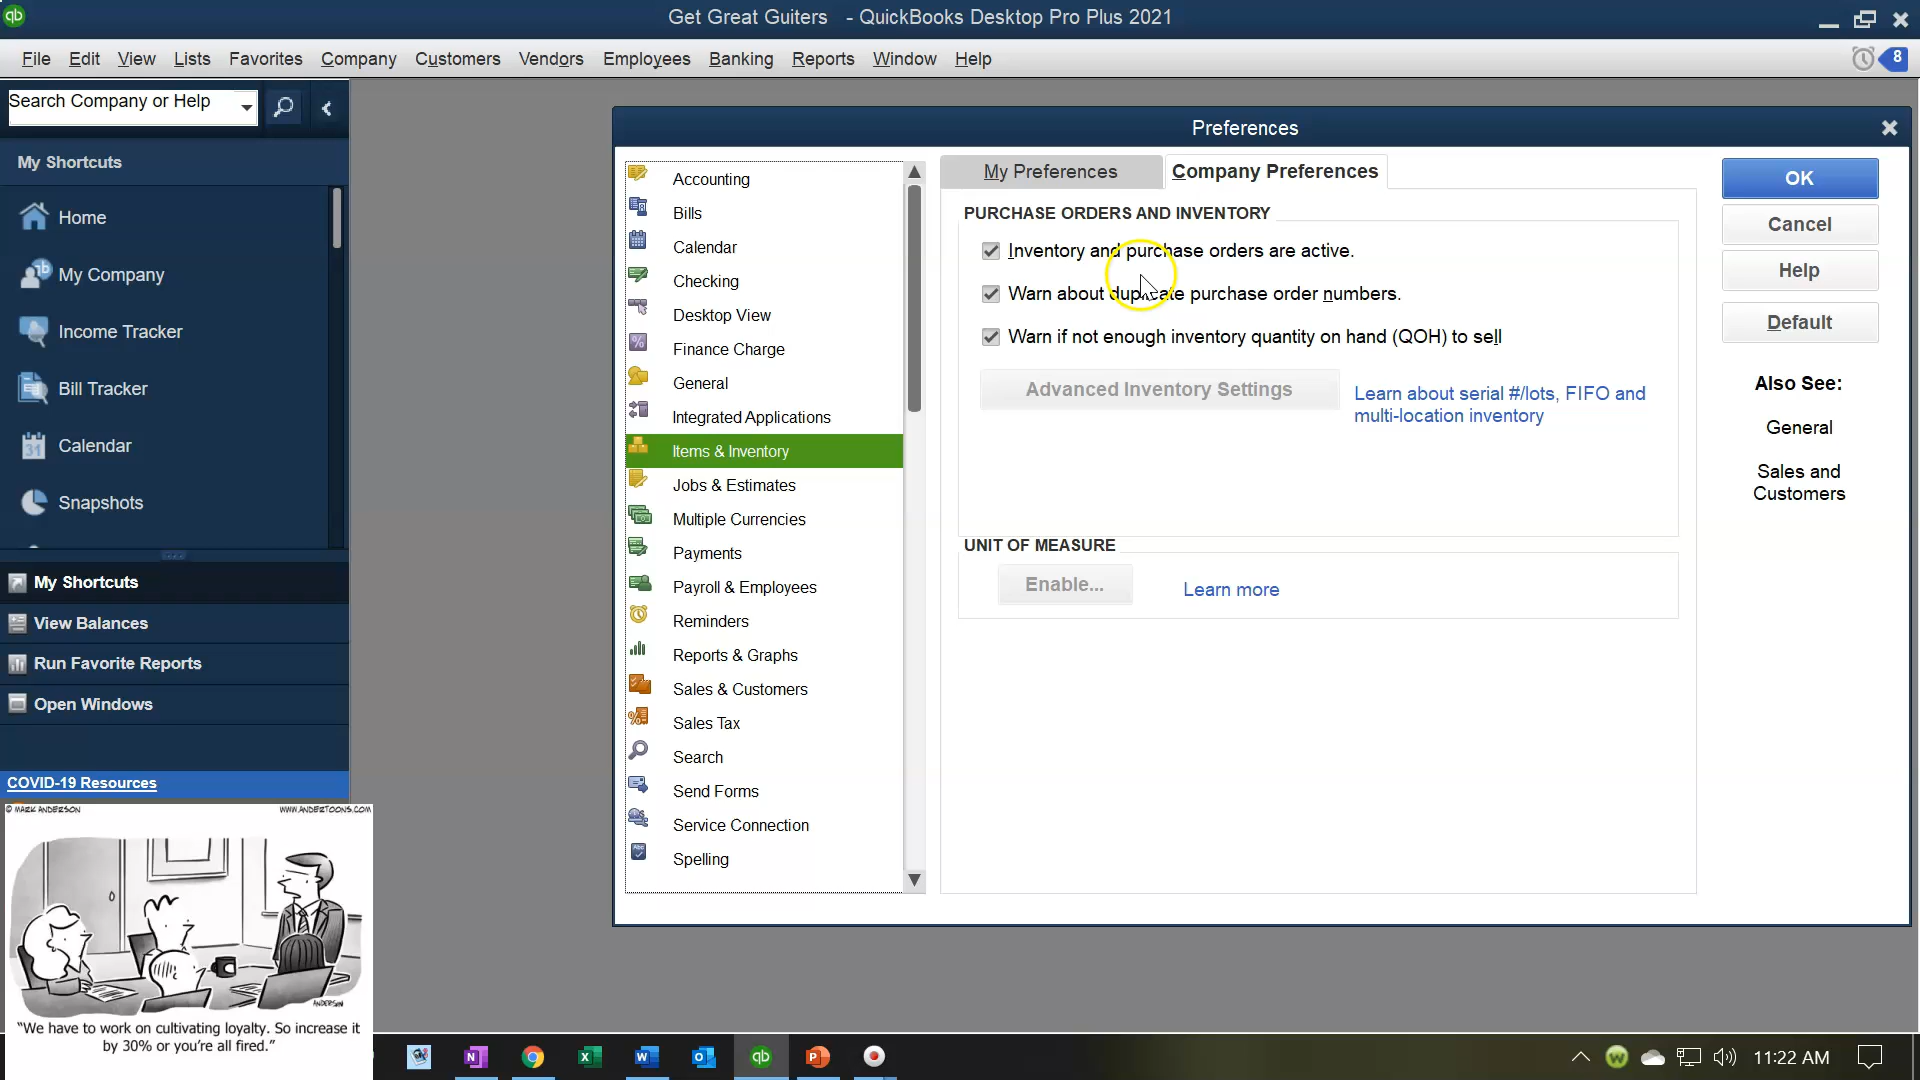 qb
Get Great Guiters - QuickBooks Desktop Pro Plus 2021
File Edit View Lists Favorites Company Customers Vendors Employees Banking Reports Window Help
8
Search Company or Help
My Shortcuts
Home
My Company
Income Tracker
Bill Tracker
31
Calendar
Snapshots
My Shortcuts
View Balances
Run Favorite Reports
Open Windows
COVID-19 Resources
Preferences
Accounting
Bills
Calendar
Checking
Desktop View
Finance Charge
General
Integrated Applications
Items & Inventory
Jobs & Estimates
Multiple Currencies
Payments
Payroll & Employees
Reminders
Reports & Graphs
Sales & Customers
Sales Tax
Search
Send Forms
Service Connection
Spelling
My Preferences
Company Preferences
PURCHASE ORDERS AND INVENTORY
Inventory and purchase orders are active.
Warn about duplicate purchase order numbers.
Warn if not enough inventory quantity on hand (QOH) to sell
Advanced Inventory Settings
Learn about serial #/lots, FIFO and
multi-location inventory
UNIT OF MEASURE
Enable...
Learn more
OK
Cancel
Help
Default
Also See:
General
Sales and
Customers
© MARK ANDERSON
WWW.ANDERTOONS.COM
ANDERSON
"We have to work on cultivating loyalty. So increase it
by 30% or you're all fired."
11:22 AM